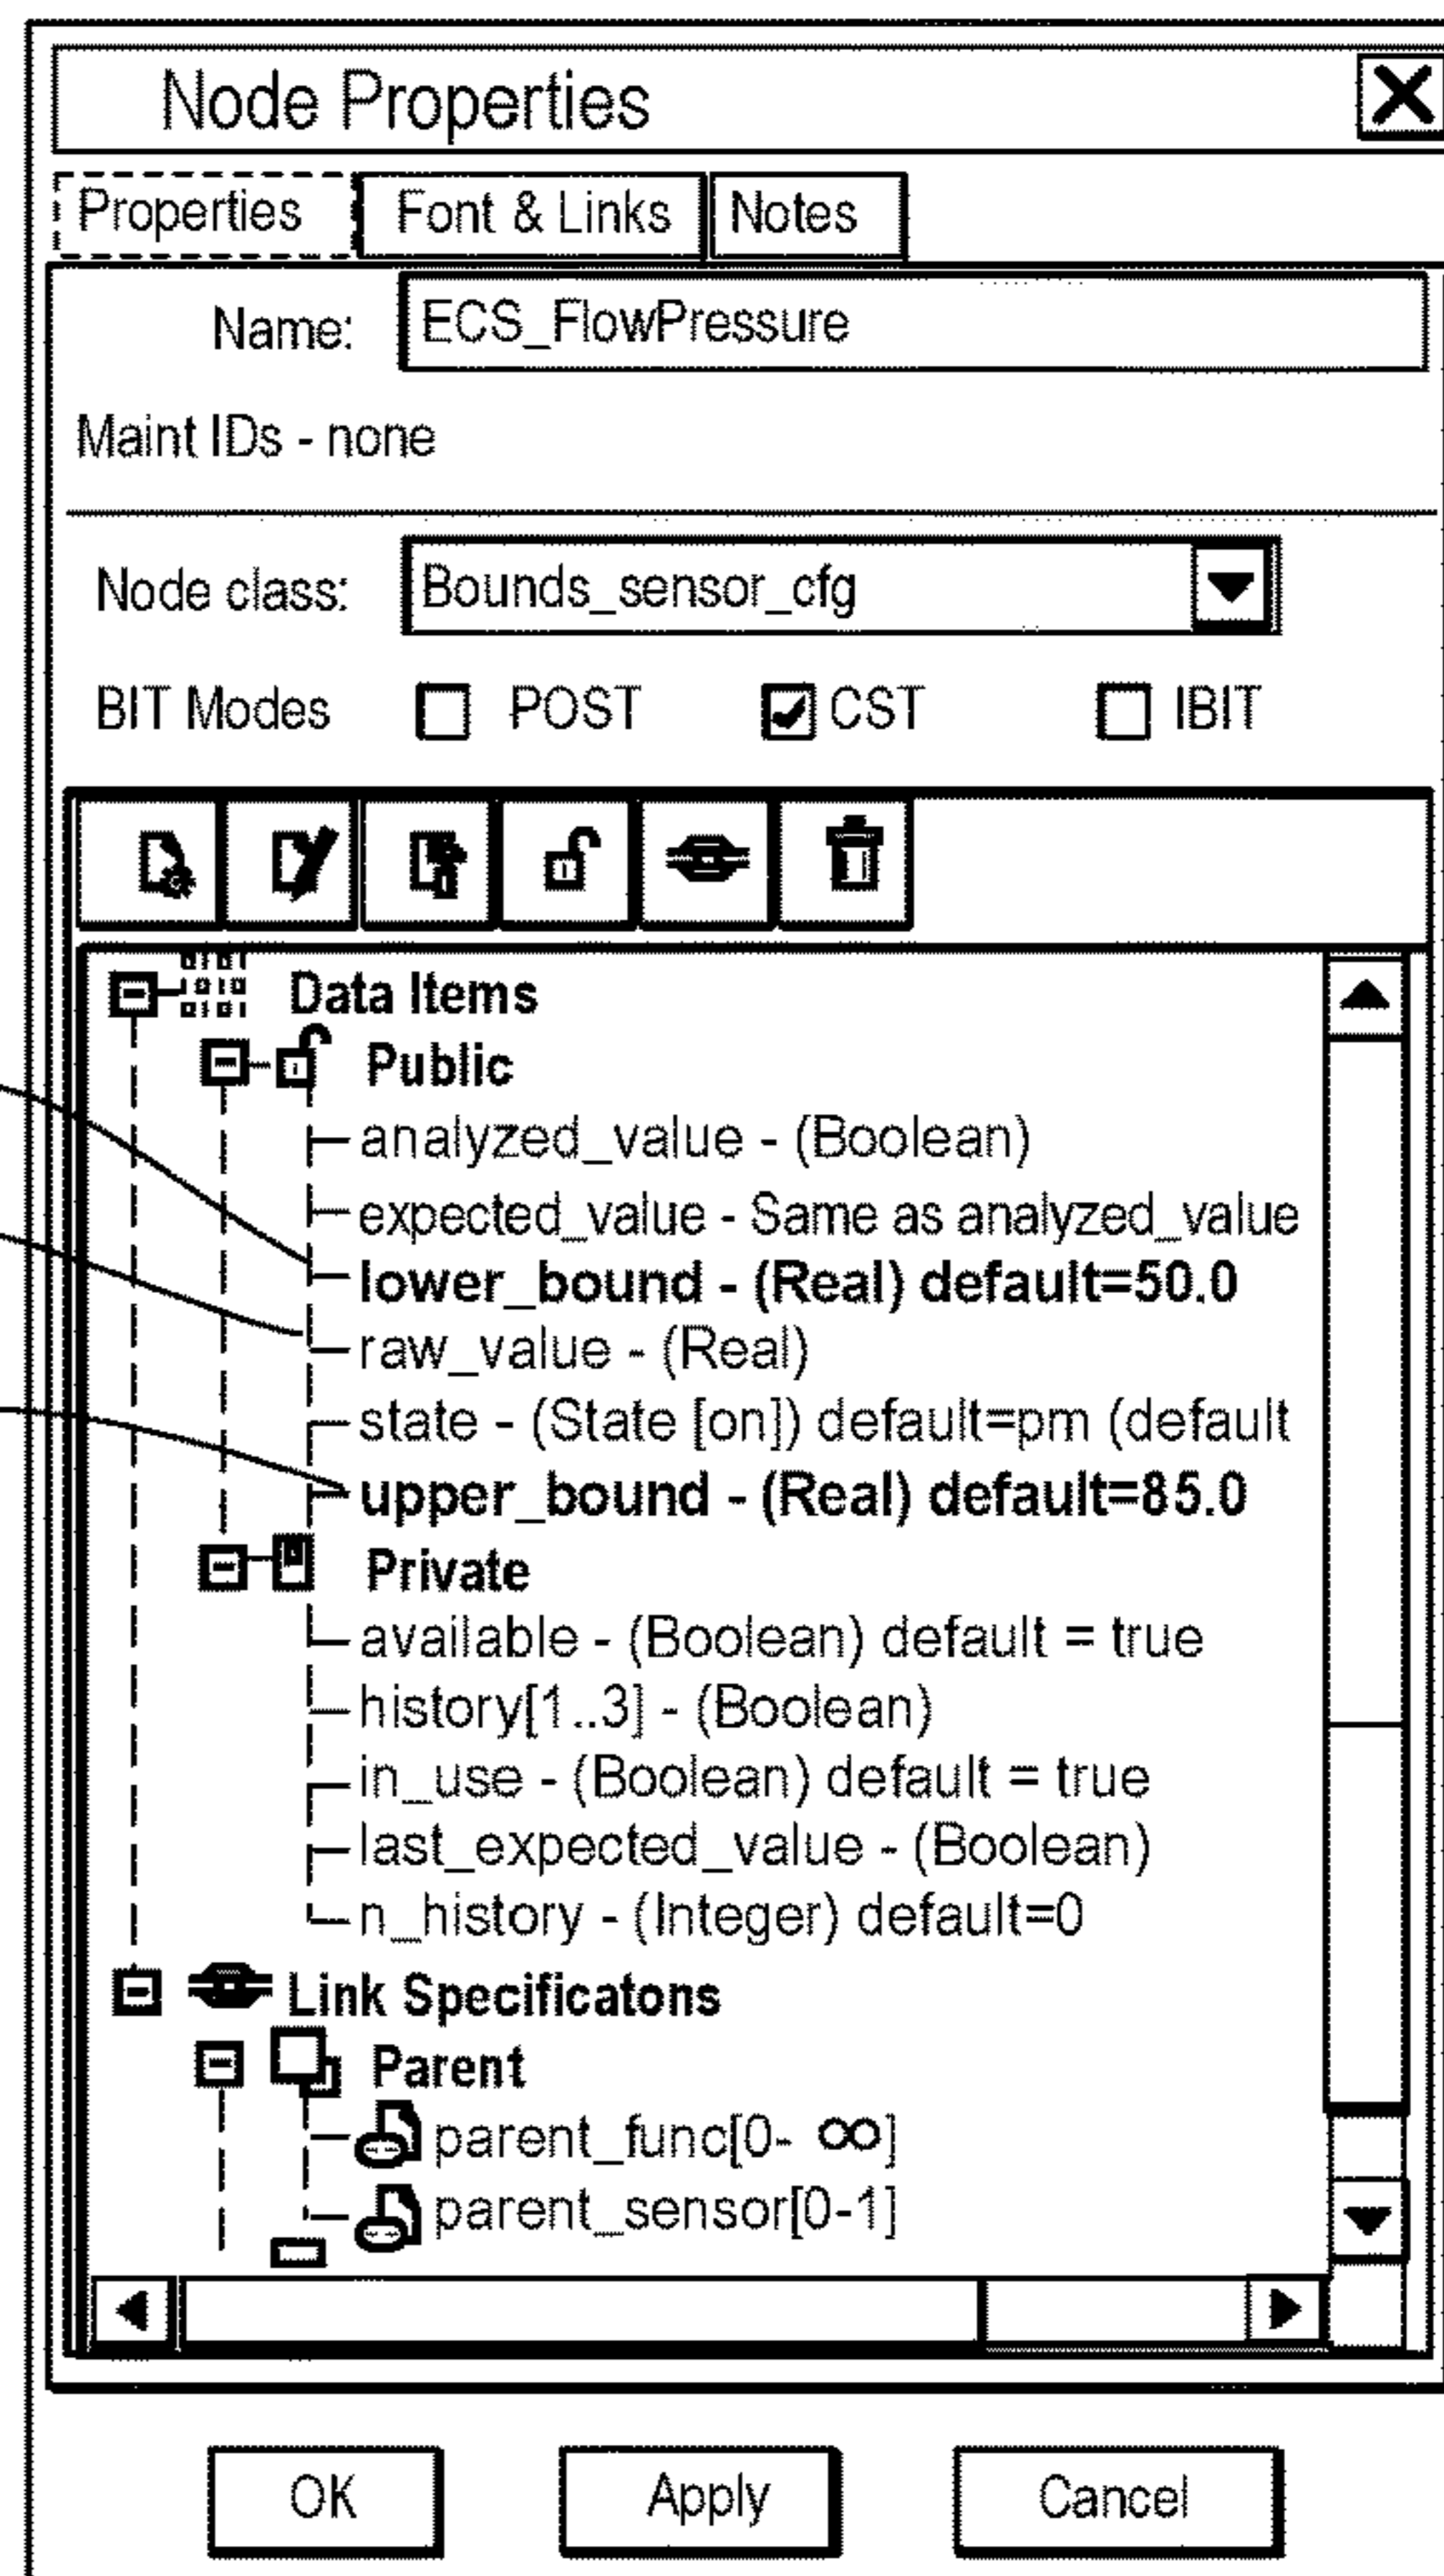 Node Properties
Properties Font & Links Notes
Name: ECS_FlowPressure
Maint IDs - none
Node class: Bounds_sensor_cfg
BIT Modes POST CST IBIT
Data Items
Public
analyzed_value - (Boolean)
expected_value - Same as analyzed_value
lower_bound - (Real) default=50.0
raw_value - (Real)
state - (State [on]) default=pm (default
upper_bound - (Real) default=85.0
Private
available - (Boolean) default = true
history[1..3] - (Boolean)
in_use - (Boolean) default = true
last_expected_value - (Boolean)
n_history - (Integer) default=0
Link Specificatons
Parent
parent_func[0- ∞]
parent_sensor[0-1]
OK Apply Cancel